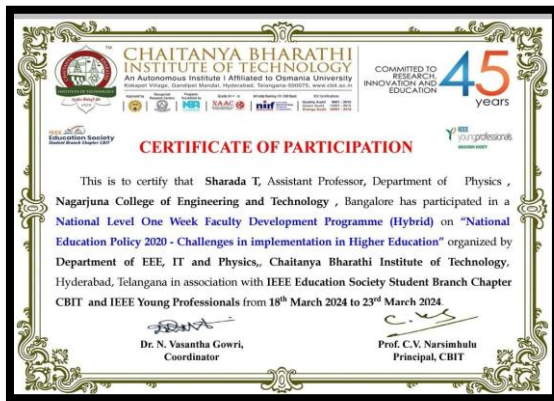 CHAITANYA BHARATHI
INSTITUTE OF TECHNOLOGY
An Autonomous Institute | Affiliated to Osmania University
Kokapet Village, Gandipet Mandal, Hyderabad, Telangana-500075, www.cbit.ac.in
COMMITTED TO
RESEARCH,
INNOVATION AND
EDUCATION
45
years
NBA
NAAC
nirf
IEEE
Education Society
Student Branch Chapter CBIT
IEEE
youngprofessionals
EDUCATION SOCIETY
CERTIFICATE OF PARTICIPATION
This is to certify that Sharada T, Assistant Professor, Department of Physics ,
Nagarjuna College of Engineering and Technology , Bangalore has participated in a
National Level One Week Faculty Development Programme (Hybrid) on “National
Education Policy 2020 - Challenges in implementation in Higher Education” organized by
Department of EEE, IT and Physics,, Chaitanya Bharathi Institute of Technology,
Hyderabad, Telangana in association with IEEE Education Society Student Branch Chapter
CBIT and IEEE Young Professionals from 18th March 2024 to 23rd March 2024.
Dr. N. Vasantha Gowri,
Coordinator
Prof. C.V. Narsimhulu
Principal, CBIT